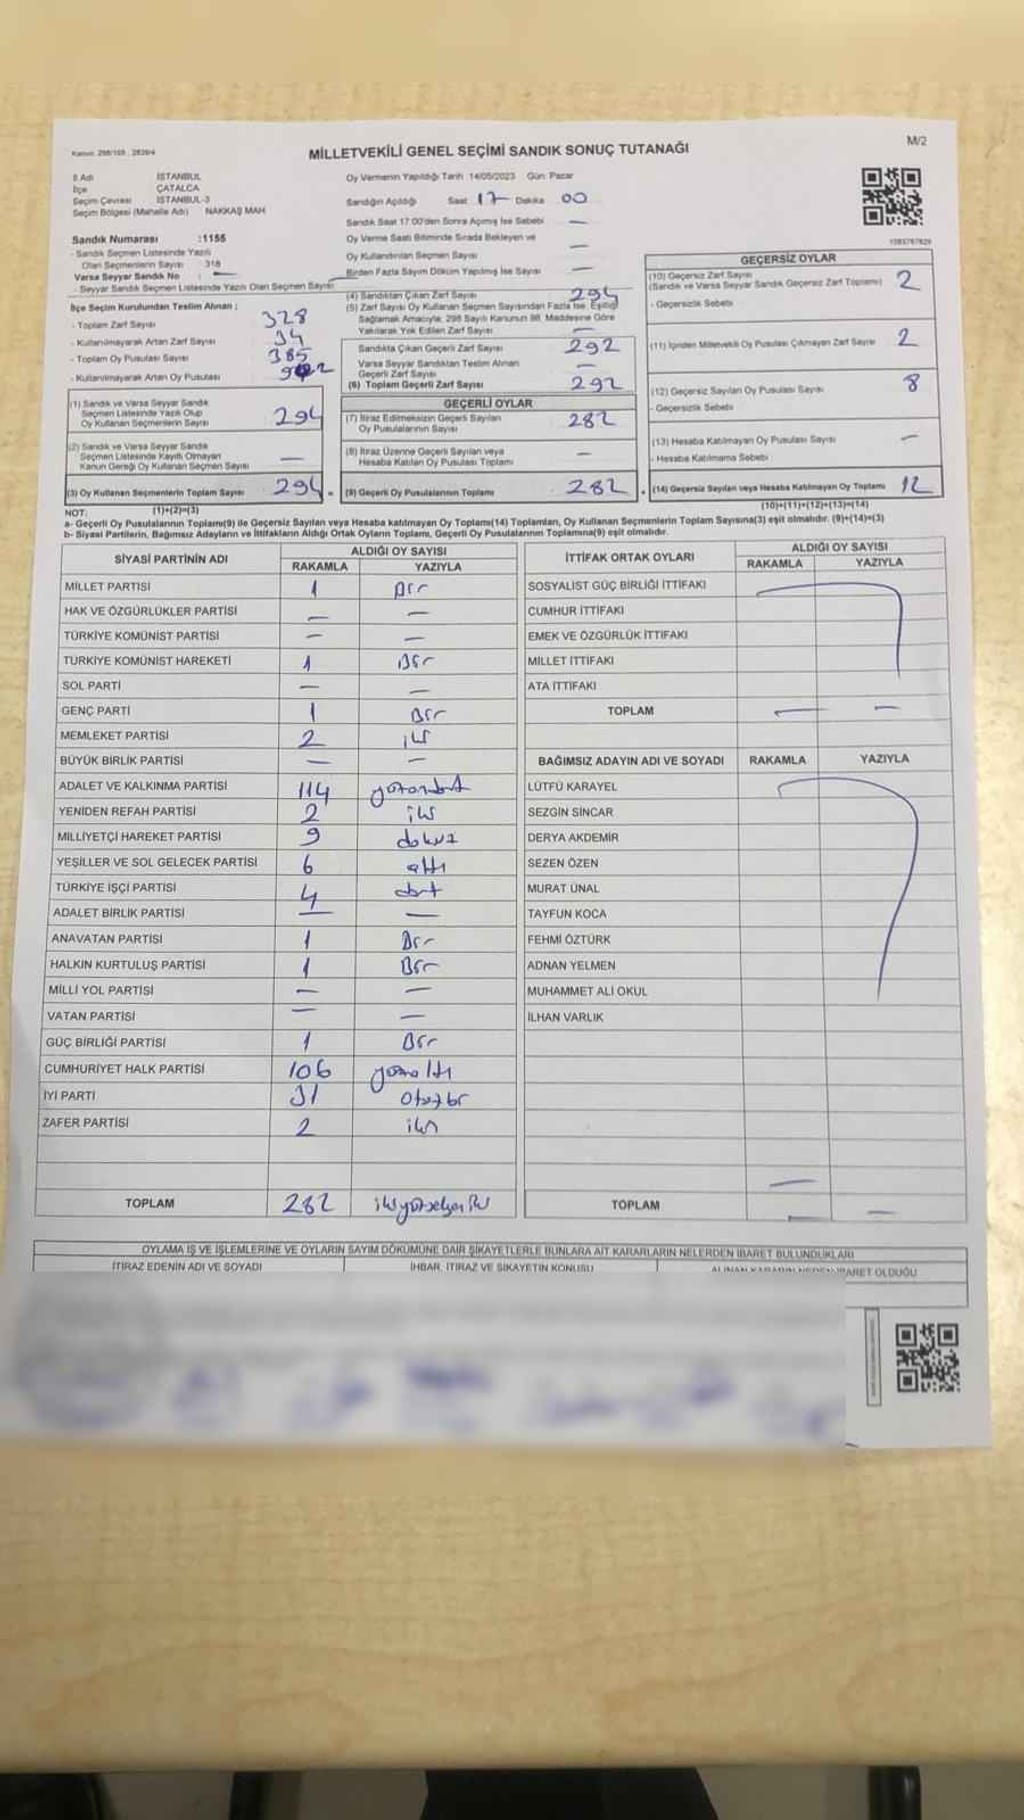 Kanun: 298/105 , 2839/4
M/2
MİLLETVEKİLİ GENEL SEÇİMİ SANDIK SONUÇ TUTANAĞI
İl Adı İSTANBUL
İlçe ÇATALCA
Seçim Çevresi İSTANBUL-3
Seçim Bölgesi (Mahalle Adı) NAKKAŞ MAH
Sandık Numarası :1155
- Sandık Seçmen Listesinde Yazılı
Olan Seçmenlerin Sayısı 318
Varsa Seyyar Sandık No : —
- Seyyar Sandık Seçmen Listesinde Yazılı Olan Seçmen Sayısı
İlçe Seçim Kurulundan Teslim Alınan ;
- Toplam Zarf Sayısı 328
- Kullanılmayarak Artan Zarf Sayısı 34
- Toplam Oy Pusulası Sayısı 385
- Kullanılmayarak Artan Oy Pusulası
(1) Sandık ve Varsa Seyyar Sandık
Seçmen Listesinde Yazılı Olup
Oy Kullanan Seçmenlerin Sayısı 294
(2) Sandık ve Varsa Seyyar Sandık
Seçmen Listesinde Kayıtlı Olmayan
Kanun Gereği Oy Kullanan Seçmen Sayısı —
(3) Oy Kullanan Seçmenlerin Toplam Sayısı 294
Oy Vermenin Yapıldığı Tarih 14/05/2023 Gün: Pazar
Sandığın Açıldığı Saat 17 Dakika 00
Sandık Saat 17:00'den Sonra Açılmış İse Sebebi —
Oy Verme Saati Bitiminde Sırada Bekleyen ve
Oy Kullandırılan Seçmen Sayısı —
Birden Fazla Sayım Döküm Yapılmış İse Sayısı —
(4) Sandıktan Çıkan Zarf Sayısı 294
(5) Zarf Sayısı Oy Kullanan Seçmen Sayısından Fazla İse, Eşitliği
Sağlamak Amacıyla, 298 Sayılı Kanunun 98. Maddesine Göre
Yakılarak Yok Edilen Zarf Sayısı —
Sandıkta Çıkan Geçerli Zarf Sayısı 292
Varsa Seyyar Sandıktan Teslim Alınan
Geçerli Zarf Sayısı —
(6) Toplam Geçerli Zarf Sayısı 292
GEÇERLİ OYLAR
(7) İtiraz Edilmeksizin Geçerli Sayılan
Oy Pusulalarının Sayısı 282
(8) İtiraz Üzerine Geçerli Sayılan veya
Hesaba Katılan Oy Pusulası Toplamı —
(9) Geçerli Oy Pusulalarının Toplamı 282
GEÇERSİZ OYLAR
(10) Geçersiz Zarf Sayısı
(Sandık ve Varsa Seyyar Sandık Geçersiz Zarf Toplamı) 2
- Geçersizlik Sebebi
(11) İçinden Milletvekili Oy Pusulası Çıkmayan Zarf Sayısı 2
(12) Geçersiz Sayılan Oy Pusulası Sayısı 8
- Geçersizlik Sebebi
(13) Hesaba Katılmayan Oy Pusulası Sayısı —
- Hesaba Katılmama Sebebi
(14) Geçersiz Sayılan veya Hesaba Katılmayan Oy Toplamı 12
NOT: (1)+(2)=(3) (10)+(11)+(12)+(13)=(14)
a- Geçerli Oy Pusulalarının Toplamı(9) ile Geçersiz Sayılan veya Hesaba katılmayan Oy Toplamı(14) Toplamları, Oy Kullanan Seçmenlerin Toplam Sayısına(3) eşit olmalıdır. (9)+(14)=(3)
b- Siyasi Partilerin, Bağımsız Adayların ve İttifakların Aldığı Ortak Oyların Toplamı, Geçerli Oy Pusulalarının Toplamına(9) eşit olmalıdır.
SİYASİ PARTİNİN ADI ALDIĞI OY SAYISI
RAKAMLA YAZIYLA
MİLLET PARTİSİ 1 Bir
HAK VE ÖZGÜRLÜKLER PARTİSİ — —
TÜRKİYE KOMÜNİST PARTİSİ — —
TÜRKİYE KOMÜNİST HAREKETİ 1 Bir
SOL PARTİ — —
GENÇ PARTİ 1 Bir
MEMLEKET PARTİSİ 2 iki
BÜYÜK BİRLİK PARTİSİ — —
ADALET VE KALKINMA PARTİSİ 114 yüzondört
YENİDEN REFAH PARTİSİ 2 iki
MİLLİYETÇİ HAREKET PARTİSİ 9 dokuz
YEŞİLLER VE SOL GELECEK PARTİSİ 6 altı
TÜRKİYE İŞÇİ PARTİSİ 4 dört
ADALET BİRLİK PARTİSİ — —
ANAVATAN PARTİSİ 1 Bir
HALKIN KURTULUŞ PARTİSİ 1 Bir
MİLLİ YOL PARTİSİ — —
VATAN PARTİSİ — —
GÜÇ BİRLİĞİ PARTİSİ 1 Bir
CUMHURİYET HALK PARTİSİ 106 yüzaltı
İYİ PARTİ 31 Otuzbir
ZAFER PARTİSİ 2 iki
TOPLAM 282 ikiyüzsekseniki
İTTİFAK ORTAK OYLARI ALDIĞI OY SAYISI
RAKAMLA YAZIYLA
SOSYALİST GÜÇ BİRLİĞİ İTTİFAKI
CUMHUR İTTİFAKI
EMEK VE ÖZGÜRLÜK İTTİFAKI
MİLLET İTTİFAKI
ATA İTTİFAKI
TOPLAM — —
BAĞIMSIZ ADAYIN ADI VE SOYADI RAKAMLA YAZIYLA
LÜTFÜ KARAYEL
SEZGİN SİNCAR
DERYA AKDEMİR
SEZEN ÖZEN
MURAT ÜNAL
TAYFUN KOCA
FEHMİ ÖZTÜRK
ADNAN YELMEN
MUHAMMET ALİ OKUL
İLHAN VARLIK
TOPLAM — —
OYLAMA İŞ VE İŞLEMLERİNE VE OYLARIN SAYIM DÖKÜMÜNE DAİR ŞİKAYETLERLE BUNLARA AİT KARARLARIN NELERDEN İBARET BULUNDUKLARI
İTİRAZ EDENİN ADI VE SOYADI İHBAR, İTİRAZ VE ŞİKAYETİN KONUSU ALINAN KARARIN NEDEN İBARET OLDUĞU